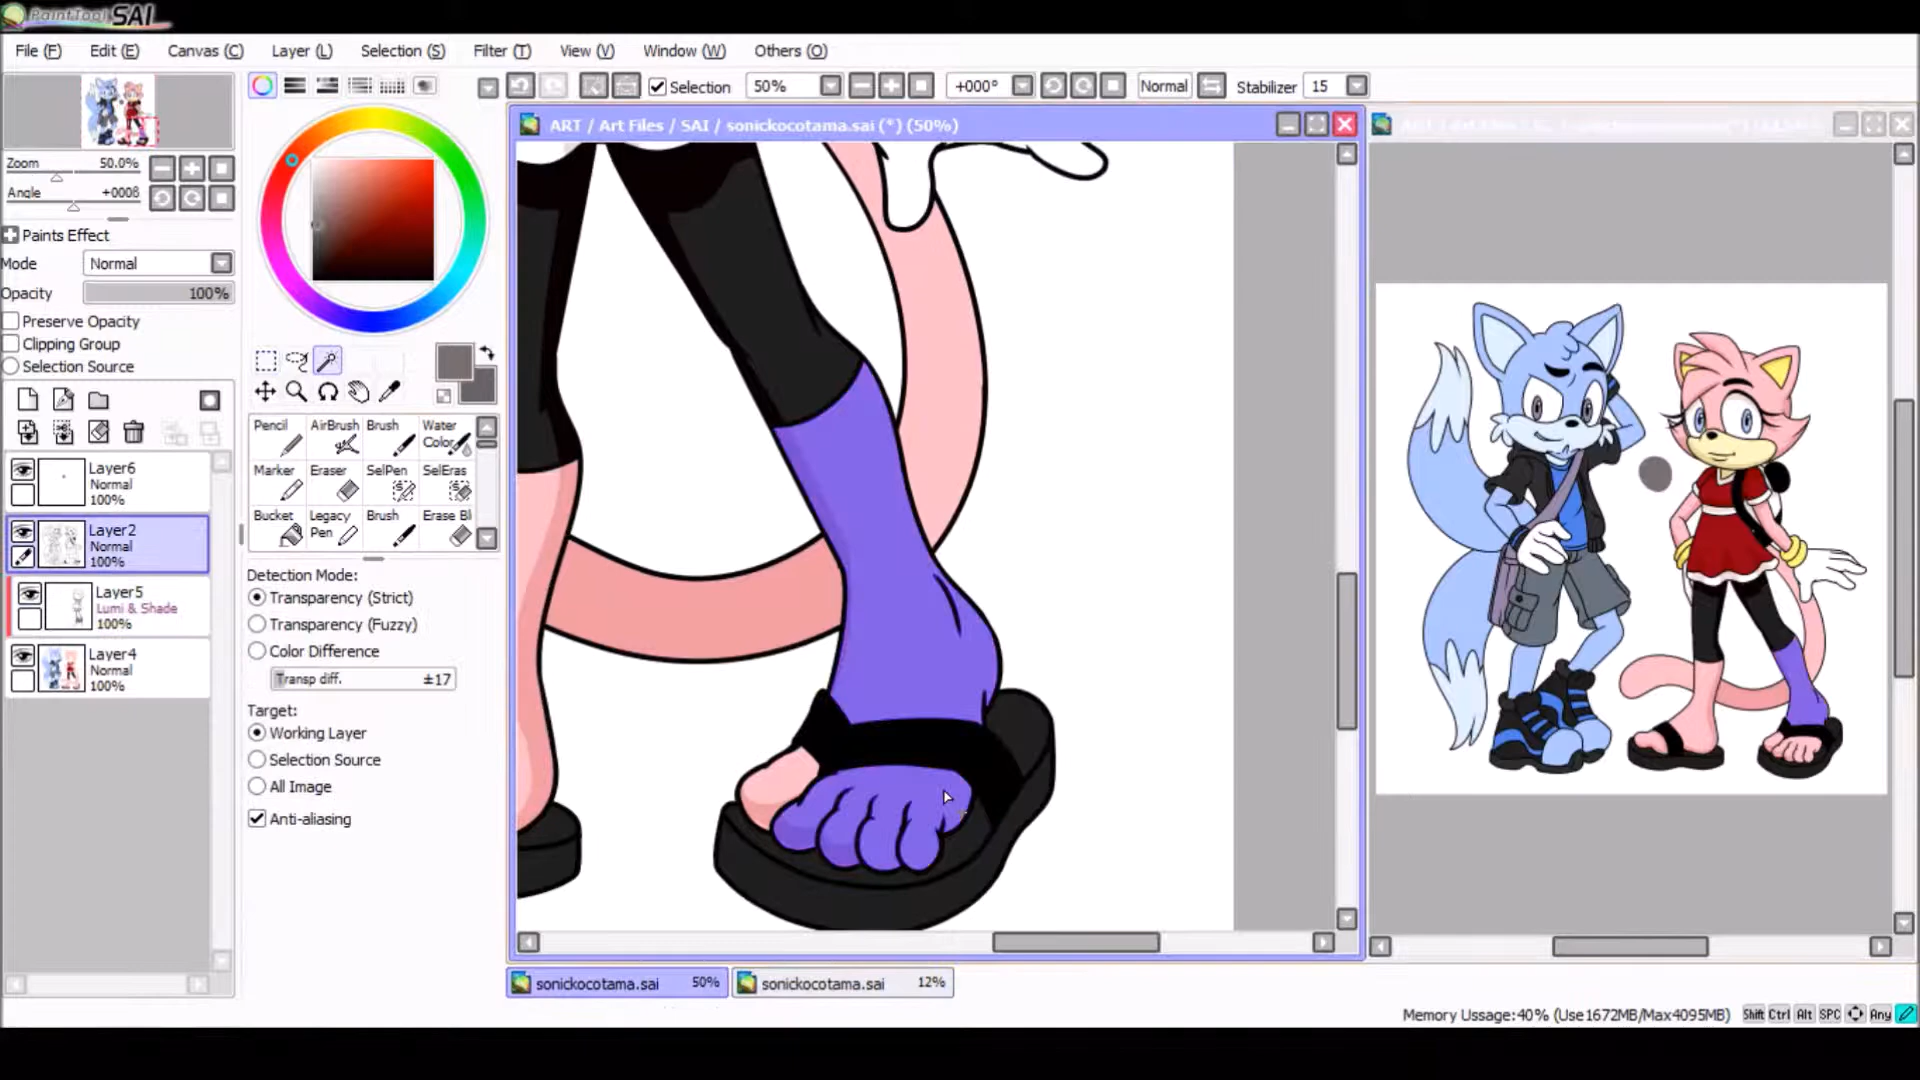 PaintTool SAI
File (F) Edit (E) Canvas (C) Layer (L) Selection (S) Filter (T) View (V) Window (W) Others (O)
Selection 50% +000° Normal Stabilizer 15
ART / Art Files / SAI / sonickocotama.sai (*) (50%)
Zoom 50.0%
Angle +000ß
Paints Effect
Mode Normal
Opacity 100%
Preserve Opacity
Clipping Group
Selection Source
Layer6
Normal
100%
Layer2
Normal
100%
Layer5
Lumi & Shade
100%
Layer4
Normal
100%
Pencil AirBrush Brush Water Color
Marker Eraser SelPen SelEras
Bucket Legacy Pen Brush Erase Bl
Detection Mode:
Transparency (Strict)
Transparency (Fuzzy)
Color Difference
Transp diff. ±17
Target:
Working Layer
Selection Source
All Image
Anti-aliasing
sonickocotama.sai 50% sonickocotama.sai 12%
Memory Ussage:40% (Use1672MB/Max4095MB) Shift Ctrl Alt SPC Any